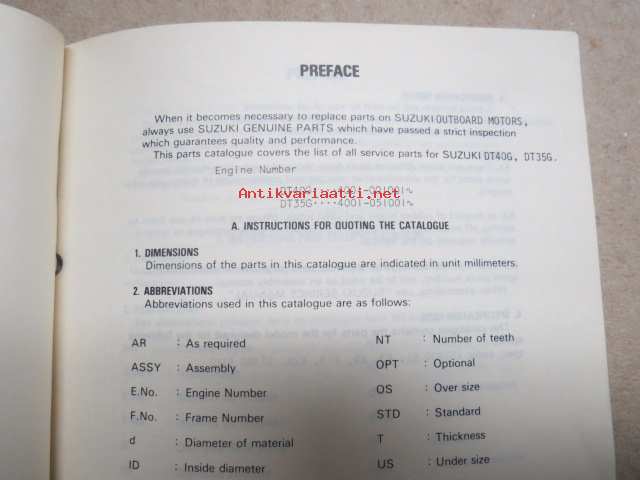 PREFACE
When it becomes necessary to replace parts on SUZUKI OUTBOARD MOTORS,
always use SUZUKI GENUINE PARTS which have passed a strict inspection
which guarantees quality and performance.
This parts catalogue covers the list of all service parts for SUZUKI DT40G, DT35G.
Engine Number
Antikvariaatti.net
DT35G····4001-051001~
A. INSTRUCTIONS FOR QUOTING THE CATALOGUE
1. DIMENSIONS
Dimensions of the parts in this catalogue are indicated in unit millimeters.
2. ABBREVIATIONS
Abbreviations used in this catalogue are as follows:
AR : As required
ASSY : Assembly
E.No. : Engine Number
F.No. : Frame Number
d : Diameter of material
ID : Inside diameter
NT : Number of teeth
OPT : Optional
OS : Over size
STD : Standard
T : Thickness
US : Under size